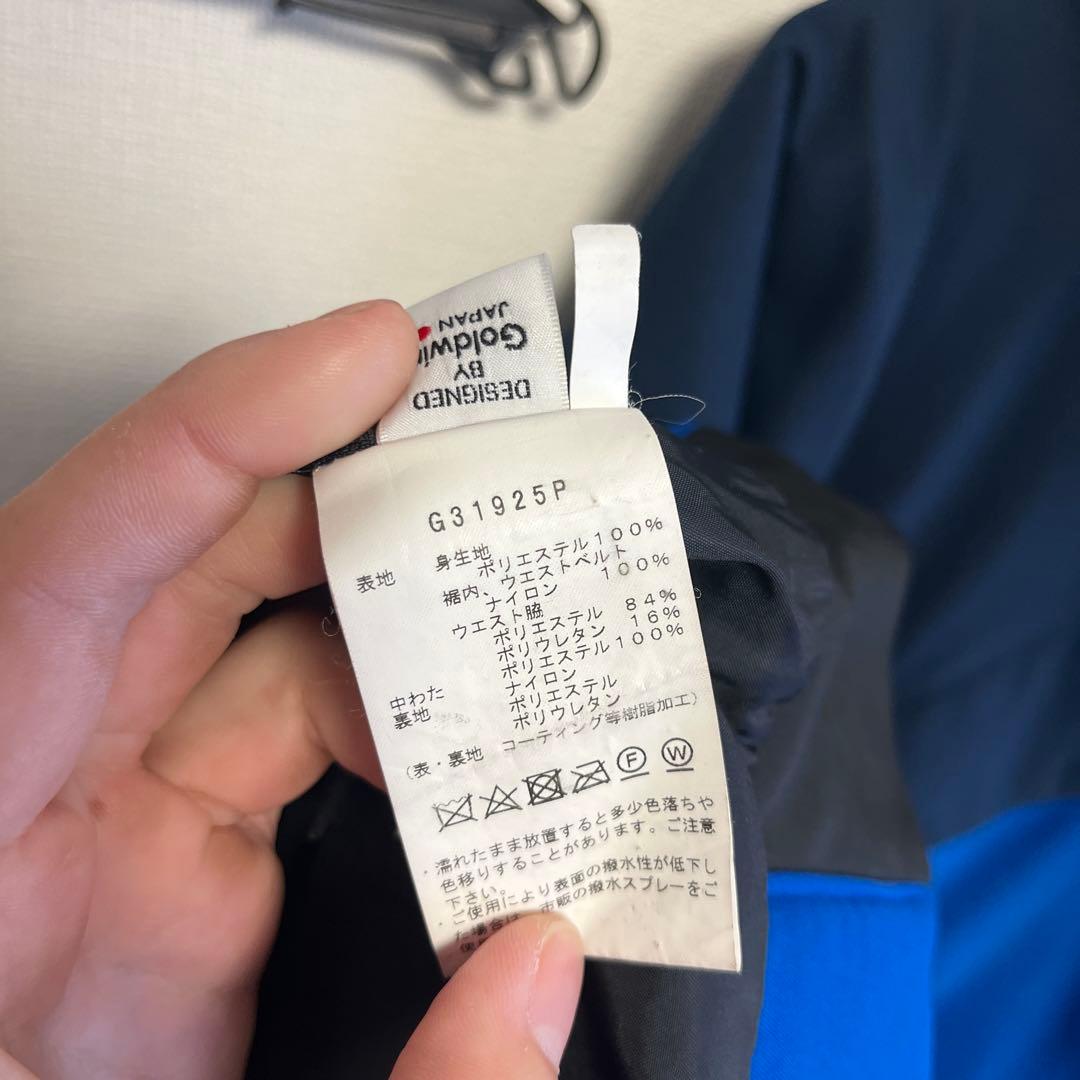 DESIGNED
BY
Goldwi
JAPAN
G31925P
表地 身生地
ポリエステル100%
裾内、ウエストベルト
ナイロン 100%
ウエスト脇
ポリエステル 84%
ポリウレタン 16%
中わた ポリエステル100%
裏地 ナイロン
ポリエステル
ポリウレタン
(表・裏地 コーティング等樹脂加工)
F W
・濡れたまま放置すると多少色落ちや
色移りすることがあります。ご注意
下さい。
・ご使用により表面の撥水性が低下し
た場合は、市販の撥水スプレーをご
使